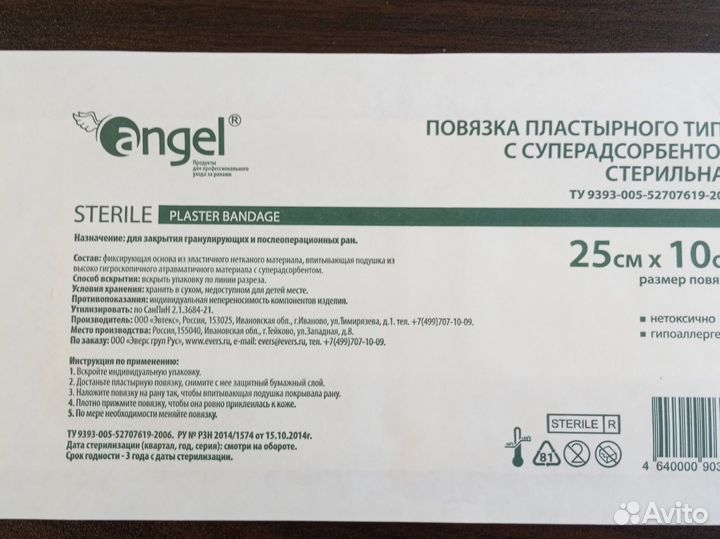 angel®
Продукты
для профессионального
ухода за ранами
ПОВЯЗКА ПЛАСТЫРНОГО ТИП
С СУПЕРАДСОРБЕНТО
СТЕРИЛЬНА
ТУ 9393-005-52707619-20
STERILE PLASTER BANDAGE
Назначение: для закрытия гранулирующих и послеоперационных ран.
25см х 10с
размер повя
Состав: фиксирующая основа из эластичного нетканого материала, впитывающая подушка из
высоко гигроскопичного атравматичного материала с суперадсорбентом.
Способ вскрытия: вскрыть упаковку по линии разреза.
Условия хранения: хранить в сухом, недоступном для детей месте.
Противопоказания: индивидуальная непереносимость компонентов изделия.
Утилизировать: по СанПиН 2.1.3684-21.
Производитель: ООО «Эвтекс», Россия, 153025, Ивановская обл., г.Иваново, ул.Тимирязева, д.1. тел. +7(499)707-10-09.
Место производства: Россия,155040, Ивановская обл., г.Тейково, ул.Западная, д.8.
По заказу: ООО «Эверс груп Рус», www.evers.ru, e-mail: evers@evers.ru, тел. +7(499)707-10-09.
нетоксично
гипоаллерге
Инструкция по применению:
1. Вскройте индивидуальную упаковку.
2. Достаньте пластырную повязку, снимите с нее защитный бумажный слой.
3. Наложите повязку на рану так, чтобы впитывающая подушка покрывала рану.
4. Плотно прижмите повязку, чтобы она ровно приклеилась к коже.
5. По мере необходимости меняйте повязку.
ТУ 9393-005-52707619-2006. РУ № РЗН 2014/1574 от 15.10.2014г.
Дата стерилизации (квартал, год, серия): смотри на обороте.
Срок годности - 3 года с даты стерилизации.
STERILE R
81
2
4 640000 903
Avito